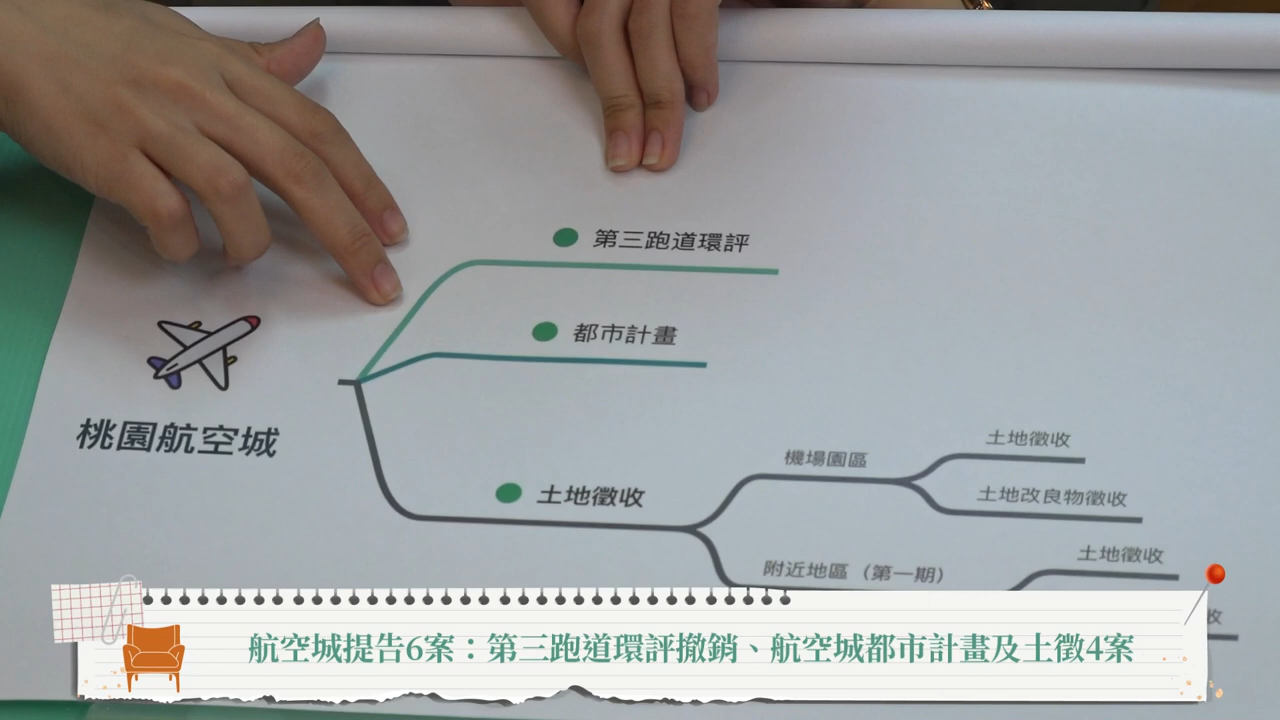 第三跑道環評
都市計畫
桃園航空城
土地徵收
機場園區
土地徵收
土地改良物徵收
附近地區（第一期）
土地徵收
收
航空城提告6案：第三跑道環評撤銷、航空城都市計畫及土徵4案